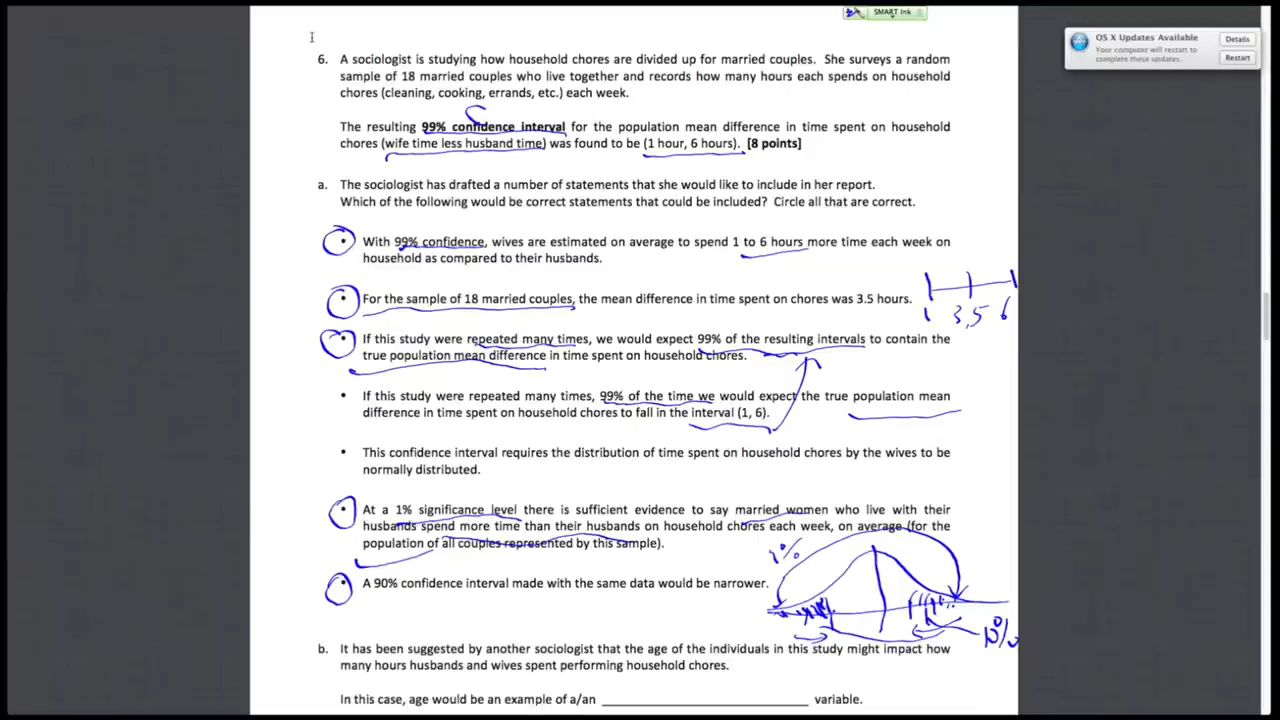 SMART Ink
OS X Updates Available
Your computer will restart to
complete these updates.
Details
Restart
6. A sociologist is studying how household chores are divided up for married couples. She surveys a random
sample of 18 married couples who live together and records how many hours each spends on household
chores (cleaning, cooking, errands, etc.) each week.
The resulting 99% confidence interval for the population mean difference in time spent on household
chores (wife time less husband time) was found to be (1 hour, 6 hours). [8 points]
a. The sociologist has drafted a number of statements that she would like to include in her report.
Which of the following would be correct statements that could be included? Circle all that are correct.
• With 99% confidence, wives are estimated on average to spend 1 to 6 hours more time each week on
household as compared to their husbands.
• For the sample of 18 married couples, the mean difference in time spent on chores was 3.5 hours.
1 3.5 6
• If this study were repeated many times, we would expect 99% of the resulting intervals to contain the
true population mean difference in time spent on household chores.
• If this study were repeated many times, 99% of the time we would expect the true population mean
difference in time spent on household chores to fall in the interval (1, 6).
• This confidence interval requires the distribution of time spent on household chores by the wives to be
normally distributed.
• At a 1% significance level there is sufficient evidence to say married women who live with their
husbands spend more time than their husbands on household chores each week, on average (for the
population of all couples represented by this sample).
1%
• A 90% confidence interval made with the same data would be narrower.
10%
b. It has been suggested by another sociologist that the age of the individuals in this study might impact how
many hours husbands and wives spent performing household chores.
In this case, age would be an example of a/an ______________________________ variable.